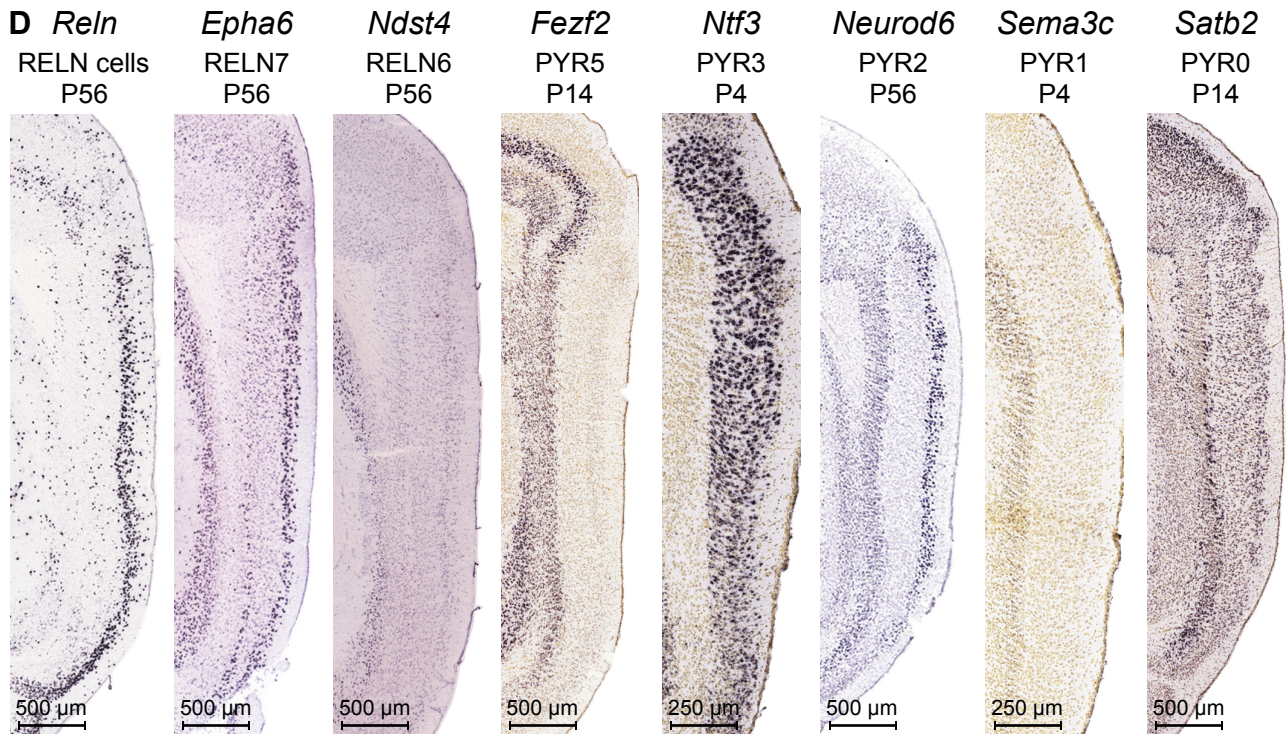 D Reln Epha6 Ndst4 Fezf2 Ntf3 Neurod6 Sema3c Satb2
RELN cells RELN7 RELN6 PYR5 PYR3 PYR2 PYR1 PYR0
P56 P56 P56 P14 P4 P56 P4 P14
500 µm 500 µm 500 µm 500 µm 250 µm 500 µm 250 µm 500 µm